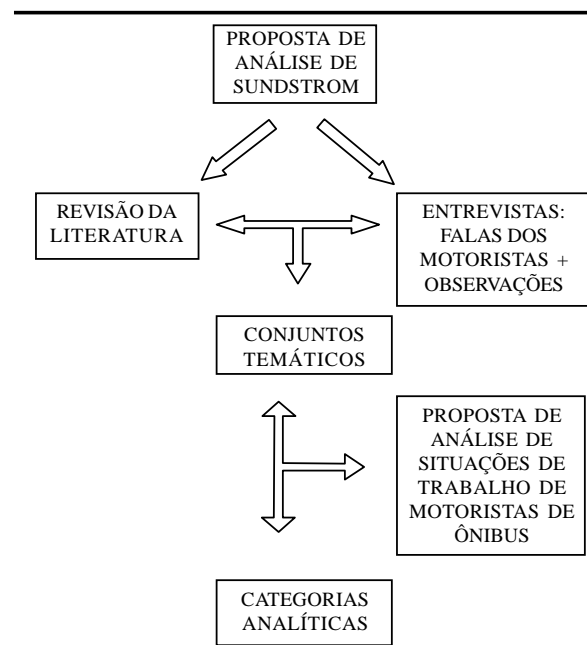 PROPOSTA DE
ANÁLISE DE
SUNDSTROM
REVISÃO DA
LITERATURA
ENTREVISTAS:
FALAS DOS
MOTORISTAS +
OBSERVAÇÕES
CONJUNTOS
TEMÁTICOS
PROPOSTA DE
ANÁLISE DE
SITUAÇÕES DE
TRABALHO DE
MOTORISTAS DE
ÔNIBUS
CATEGORIAS
ANALÍTICAS